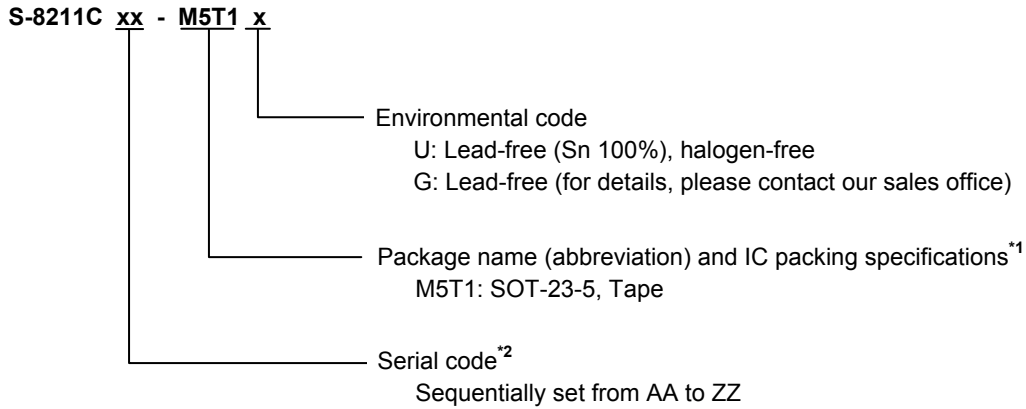 S-8211C xx - M5T1 x
Environmental code
U: Lead-free (Sn 100%), halogen-free
G: Lead-free (for details, please contact our sales office)
Package name (abbreviation) and IC packing specifications*1
M5T1: SOT-23-5, Tape
Serial code*2
Sequentially set from AA to ZZ